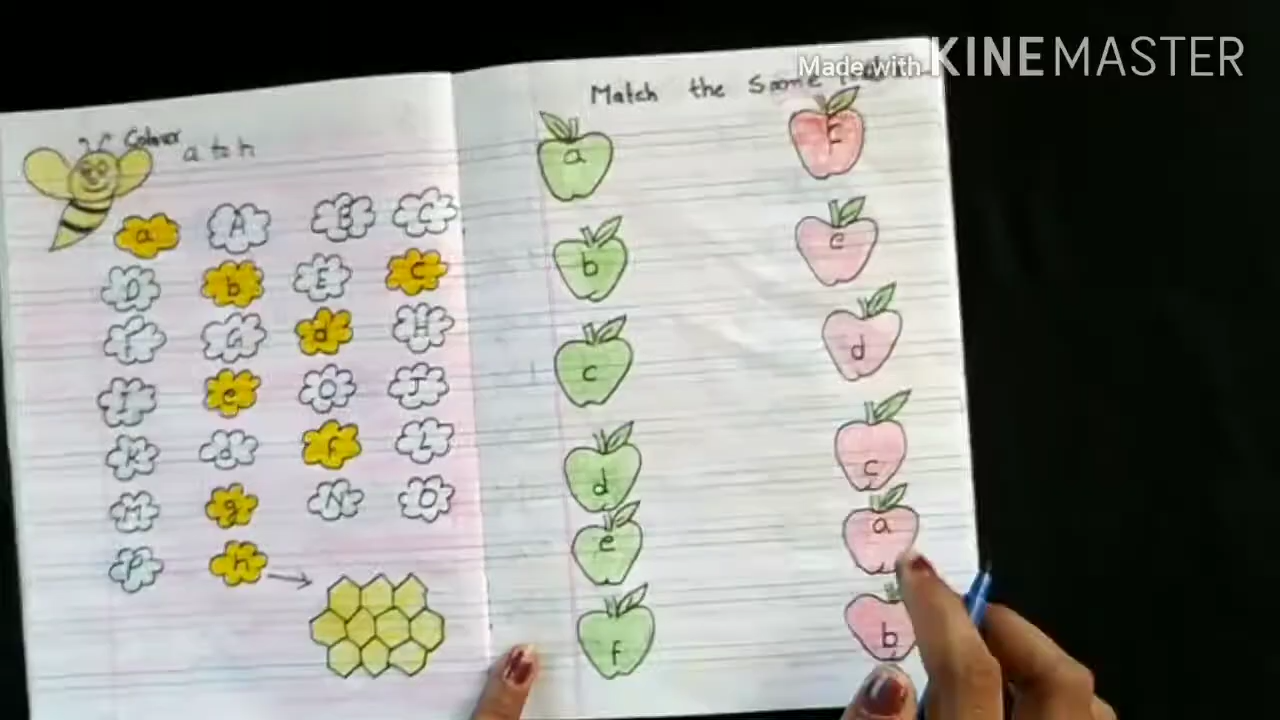 Made with KINEMASTER
Colour
a to h
a A E C
D b E c
F G d H
I e O J
K d f L
M g N O
P h
Match the Same
a f
b e
c d
d c
e a
f b